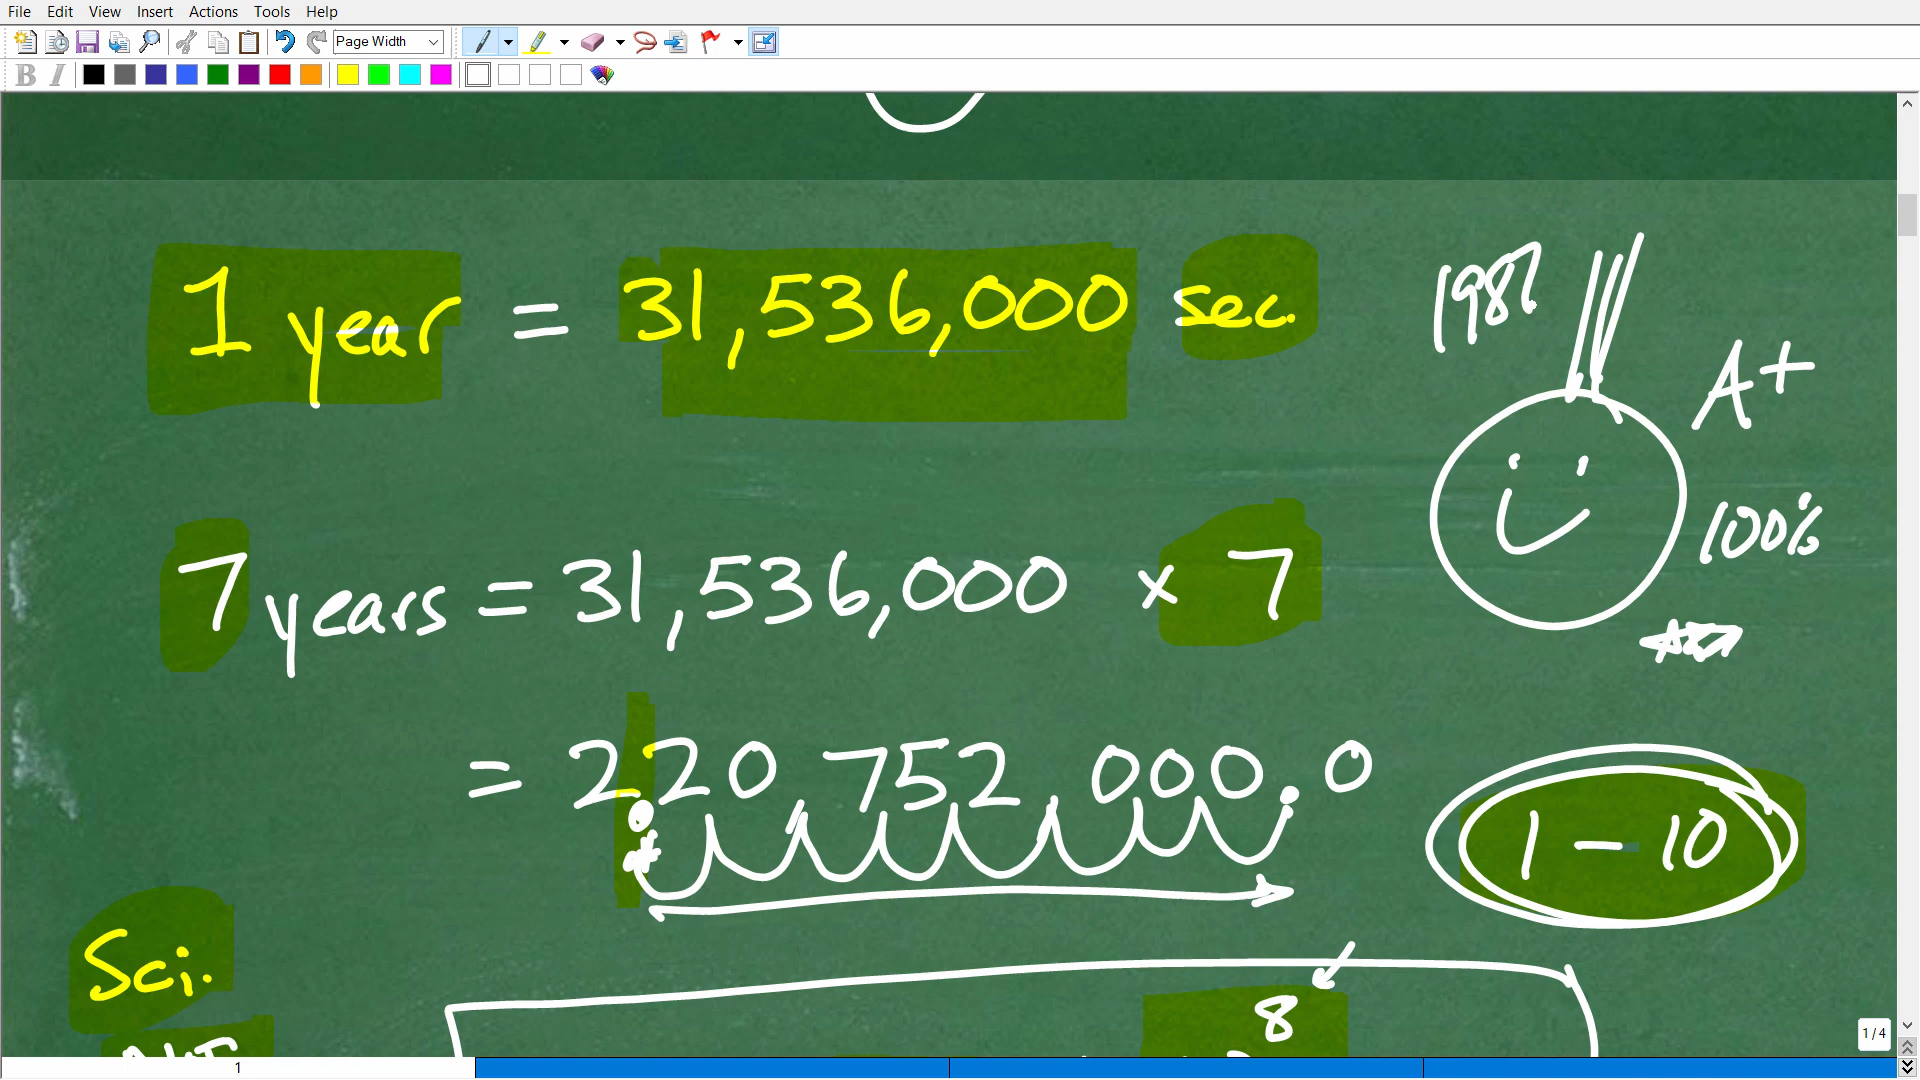 File Edit View Insert Actions Tools Help
Page Width
B I
1 year = 31,536,000 sec.
A+
100%
7 years = 31,536,000 x 7
= 220,752,000.0
1 - 10
Sci.
8
1 / 4
1